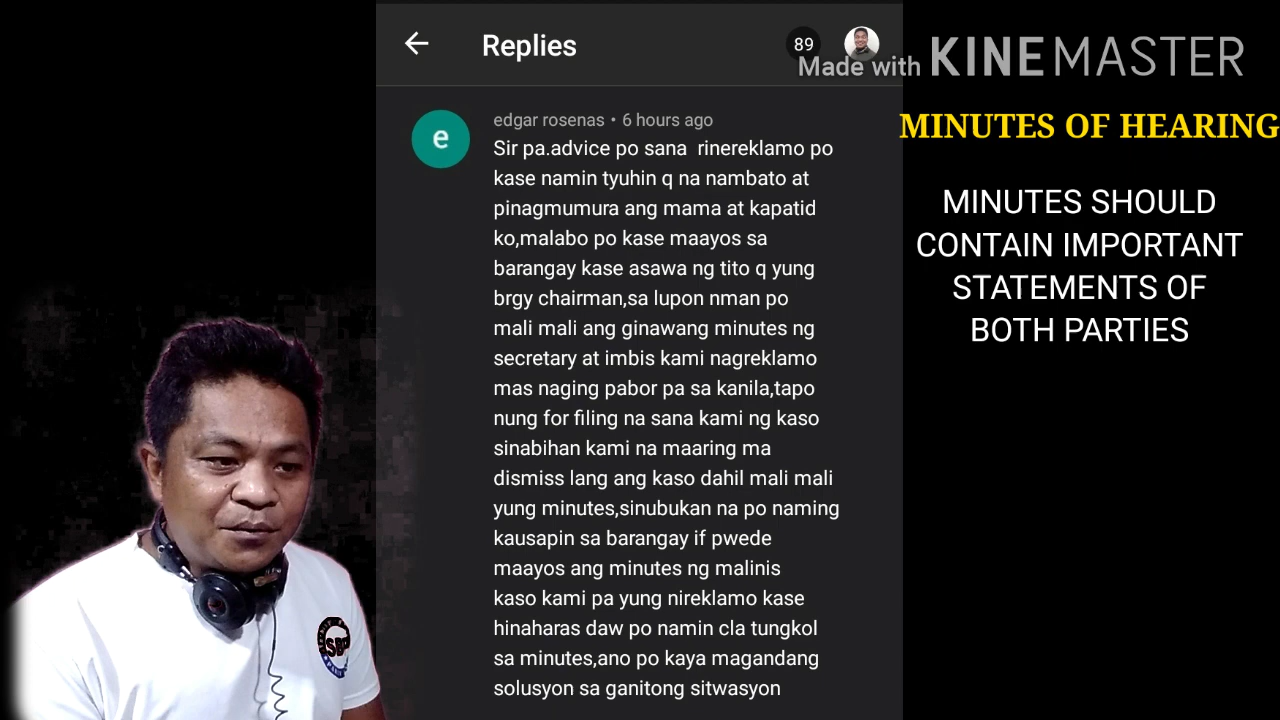 Replies
89
Made with KINEMASTER
MINUTES OF HEARING
edgar rosenas • 6 hours ago
e
Sir pa.advice po sana  rinereklamo po
kase namin tyuhin q na nambato at
pinagmumura ang mama at kapatid
ko,malabo po kase maayos sa
barangay kase asawa ng tito q yung
brgy chairman,sa lupon nman po
mali mali ang ginawang minutes ng
secretary at imbis kami nagreklamo
mas naging pabor pa sa kanila,tapo
nung for filing na sana kami ng kaso
sinabihan kami na maaring ma
dismiss lang ang kaso dahil mali mali
yung minutes,sinubukan na po naming
kausapin sa barangay if pwede
maayos ang minutes ng malinis
kaso kami pa yung nireklamo kase
hinaharas daw po namin cla tungkol
sa minutes,ano po kaya magandang
solusyon sa ganitong sitwasyon
MINUTES SHOULD
CONTAIN IMPORTANT
STATEMENTS OF
BOTH PARTIES